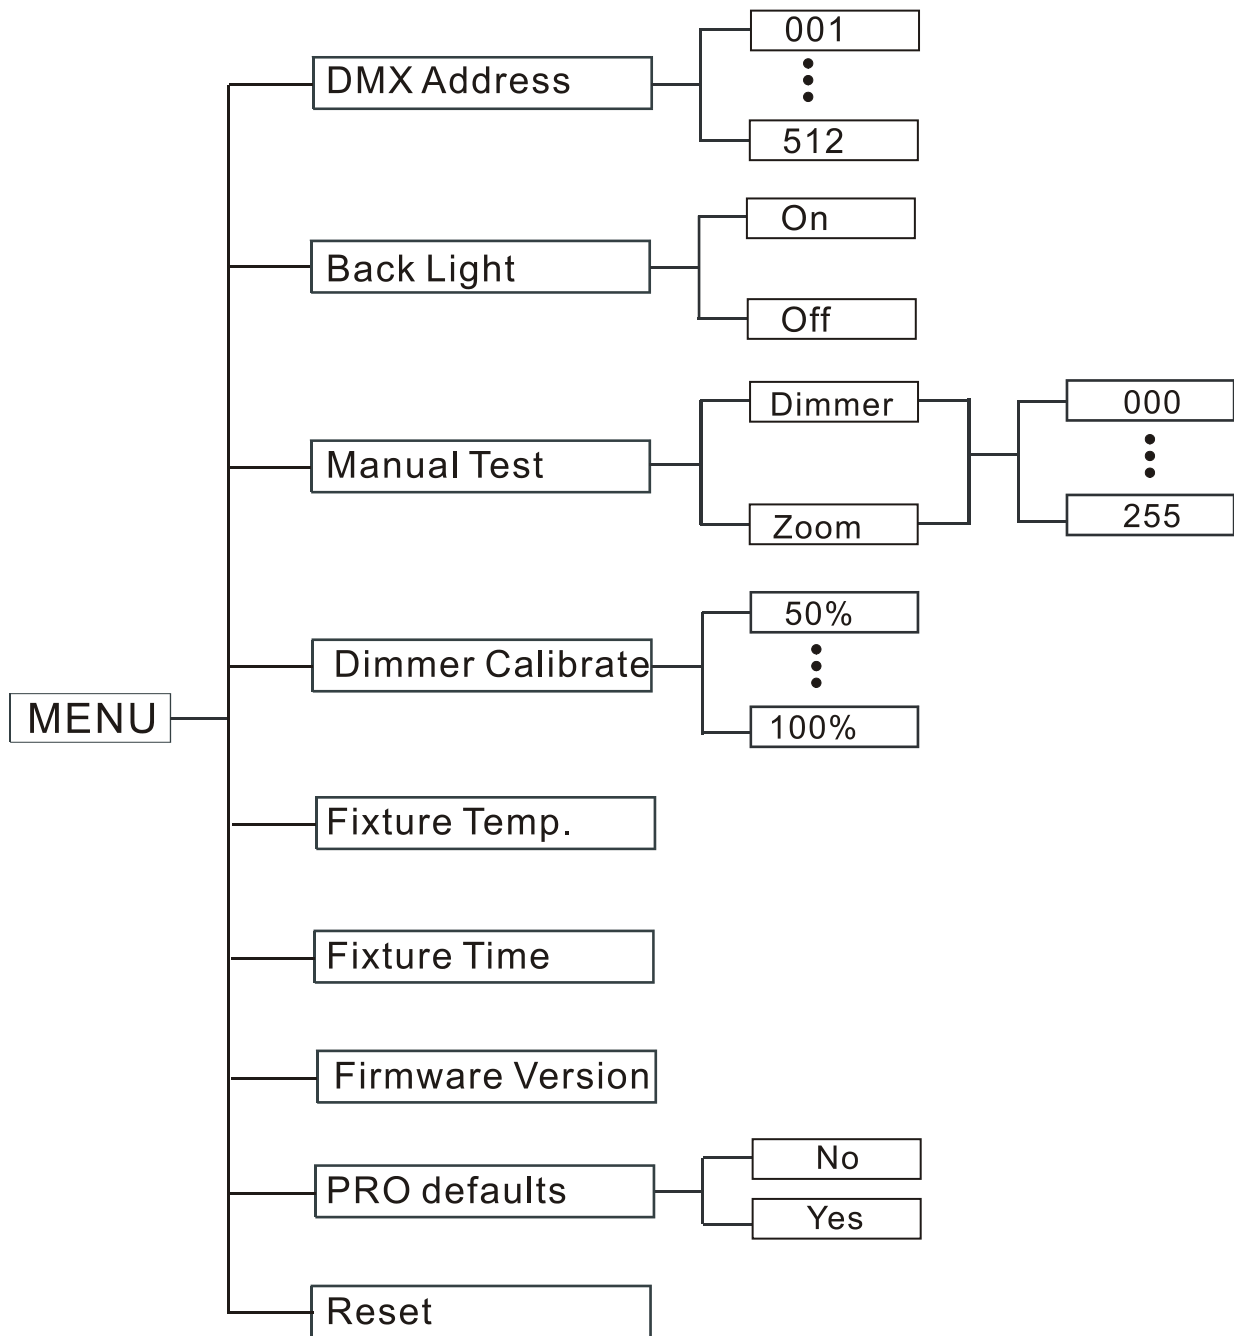 MENU
DMX Address
001
512
Back Light
On
Off
Manual Test
Dimmer
Zoom
000
255
Dimmer Calibrate
50%
100%
Fixture Temp.
Fixture Time
Firmware Version
PRO defaults
No
Yes
Reset